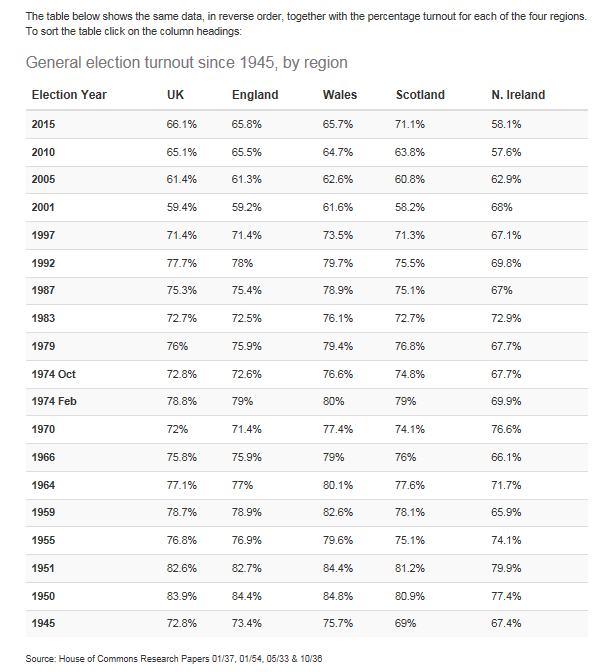 The table below shows the same data, in reverse order, together with the percentage turnout for each of the four regions.
To sort the table click on the column headings:
General election turnout since 1945, by region
Election Year UK England Wales Scotland N. Ireland
2015 66.1% 65.8% 65.7% 71.1% 58.1%
2010 65.1% 65.5% 64.7% 63.8% 57.6%
2005 61.4% 61.3% 62.6% 60.8% 62.9%
2001 59.4% 59.2% 61.6% 58.2% 68%
1997 71.4% 71.4% 73.5% 71.3% 67.1%
1992 77.7% 78% 79.7% 75.5% 69.8%
1987 75.3% 75.4% 78.9% 75.1% 67%
1983 72.7% 72.5% 76.1% 72.7% 72.9%
1979 76% 75.9% 79.4% 76.8% 67.7%
1974 Oct 72.8% 72.6% 76.6% 74.8% 67.7%
1974 Feb 78.8% 79% 80% 79% 69.9%
1970 72% 71.4% 77.4% 74.1% 76.6%
1966 75.8% 75.9% 79% 76% 66.1%
1964 77.1% 77% 80.1% 77.6% 71.7%
1959 78.7% 78.9% 82.6% 78.1% 65.9%
1955 76.8% 76.9% 79.6% 75.1% 74.1%
1951 82.6% 82.7% 84.4% 81.2% 79.9%
1950 83.9% 84.4% 84.8% 80.9% 77.4%
1945 72.8% 73.4% 75.7% 69% 67.4%
Source: House of Commons Research Papers 01/37, 01/54, 05/33 & 10/36